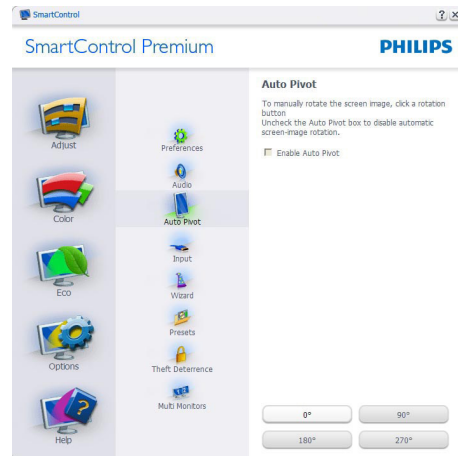 SmartControl
SmartControl Premium
PHILIPS
Adjust
Color
Eco
Options
Help
Preferences
Audio
Auto Pivot
Input
Wizard
Presets
Theft Deterrence
Multi Monitors
Auto Pivot
To manually rotate the screen image, click a rotation
button
Uncheck the Auto Pivot box to disable automatic
screen-image rotation.
Enable Auto Pivot
0°
90°
180°
270°